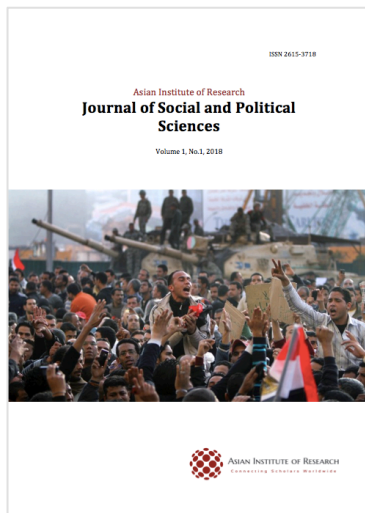 ISSN 2615-3718
Asian Institute of Research
Journal of Social and Political
Sciences
Volume 1, No.1, 2018
ASIAN INSTITUTE OF RESEARCH
Connecting Scholars Worldwide